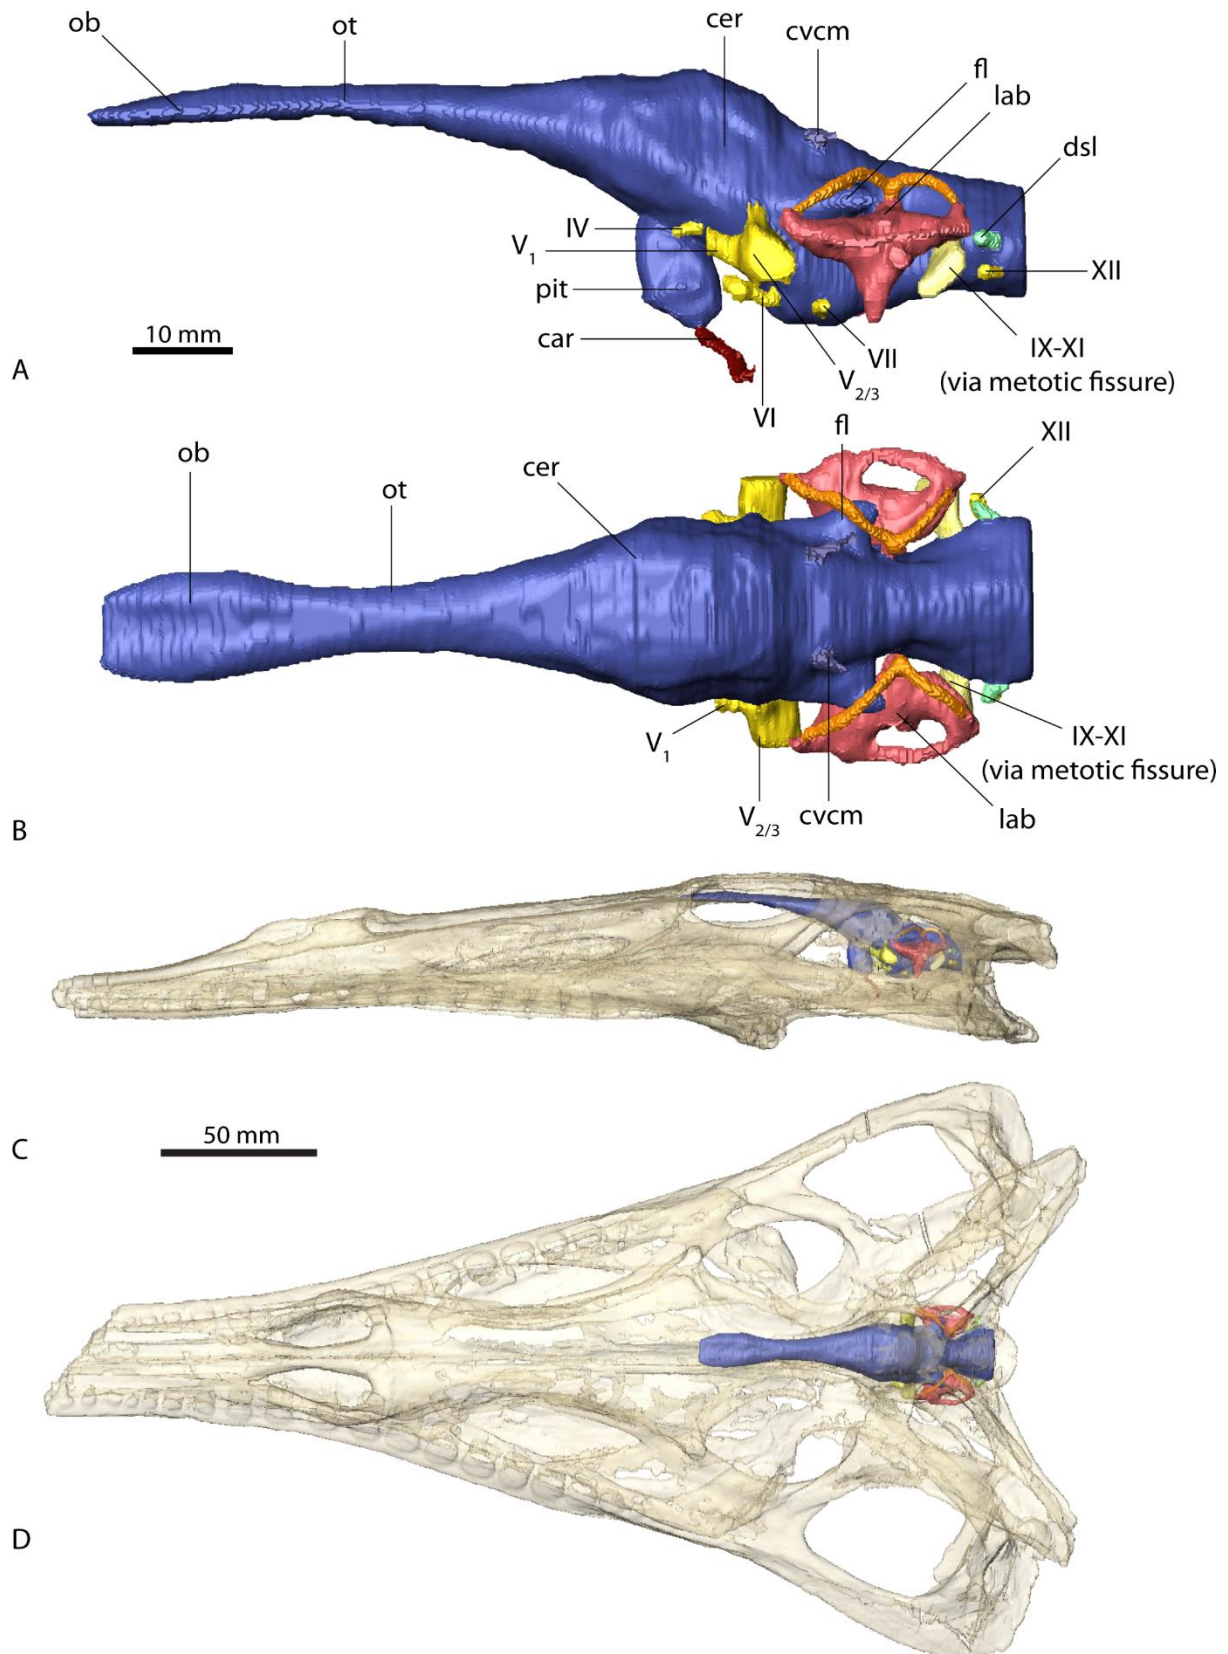 ob
ot
cer
cvcm
fl
lab
dsl
IV
V1
pit
car
XII
VII
IX-XI
(via metotic fissure)
V2/3
VI
10 mm
A
ob
ot
cer
fl
XII
V1
V2/3
cvcm
IX-XI
(via metotic fissure)
lab
B
C
50 mm
D